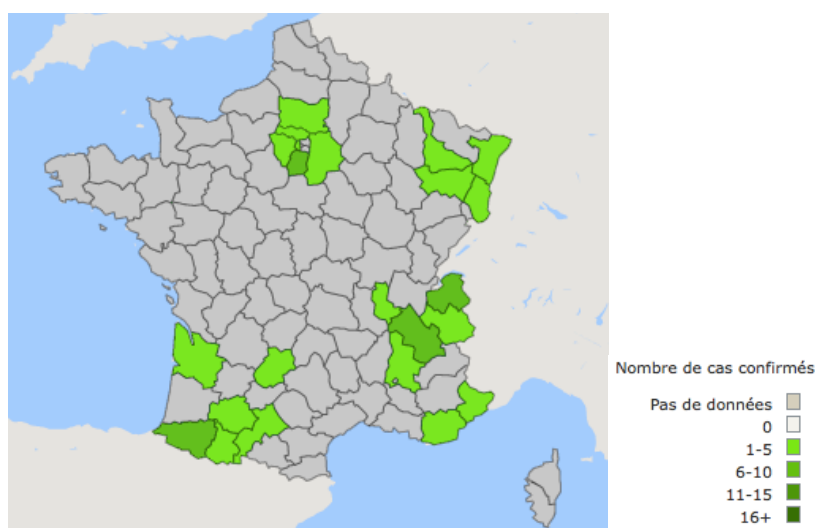 Nombre de cas confirmés
Pas de données
0
1-5
6-10
11-15
16+